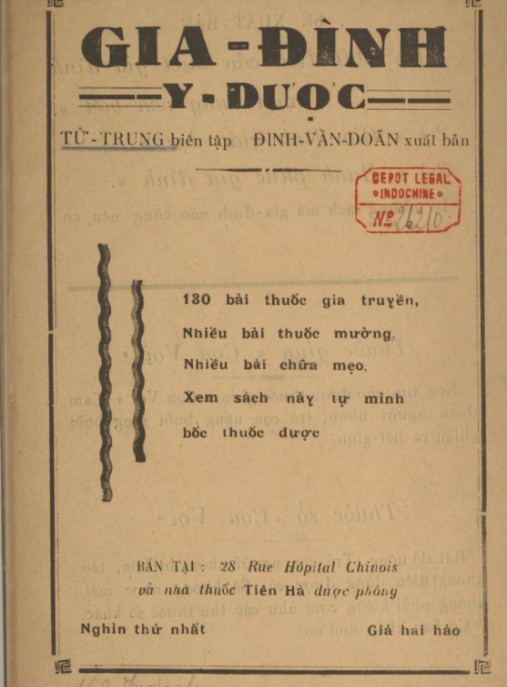 GIA-ĐÌNH
Y-DƯỢC
TỬ-TRUNG biên tập ĐINH-VĂN-DOÃN xuất bản
DEPOT LEGAL
INDOCHINE
Nº
130 bài thuốc gia truyền,
Nhiều bài thuốc mường,
Nhiều bài chữa mẹo.
Xem sách này tự mình
bốc thuốc được
BÁN TẠI : 28 Rue Hôpital Chinois
và nhà thuốc Tiên Hà dược phòng
Nghìn thứ nhất Giá hai hào